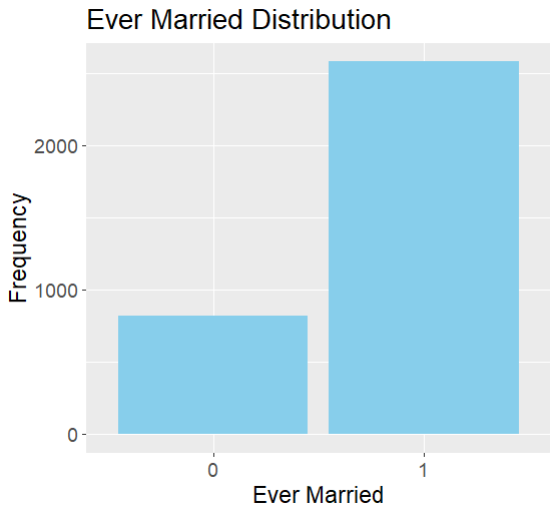 Ever Married Distribution
Frequency
2000
1000
0
0 1
Ever Married